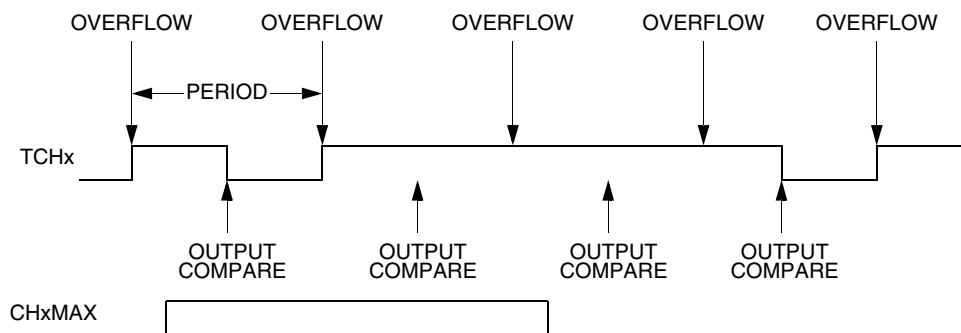 OVERFLOW OVERFLOW OVERFLOW OVERFLOW OVERFLOW
PERIOD
TCHx
OUTPUT COMPARE
OUTPUT COMPARE
OUTPUT COMPARE
OUTPUT COMPARE
CHxMAX